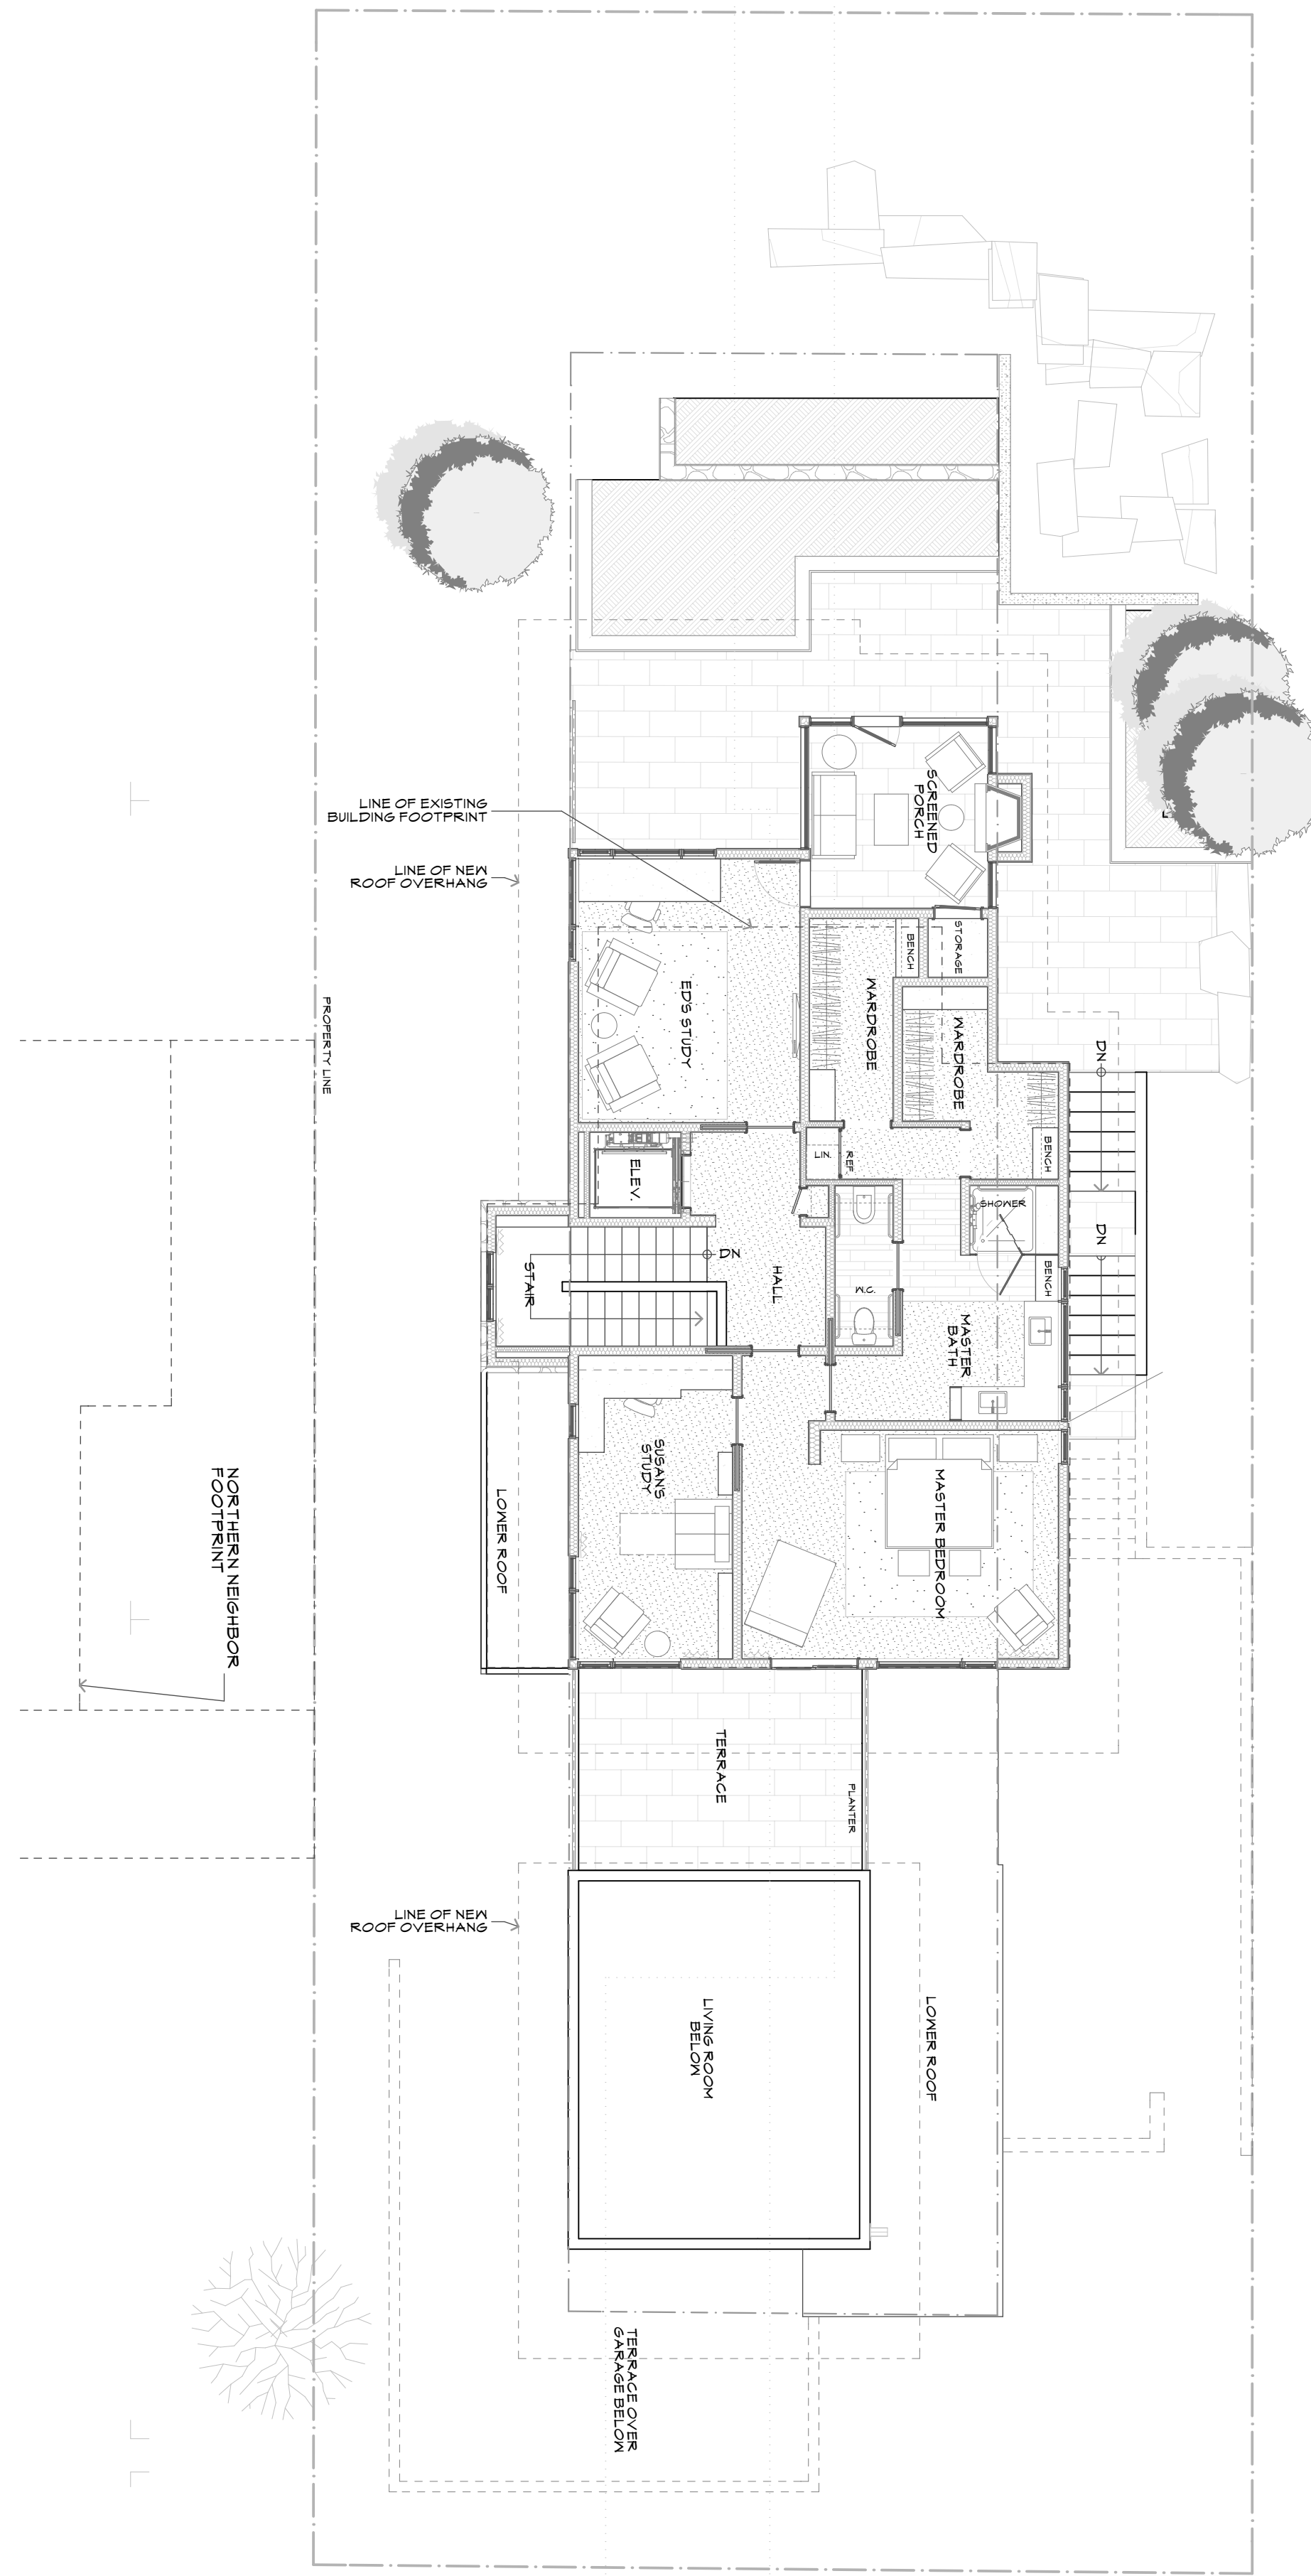 LINE OF EXISTING
BUILDING FOOTPRINT
LINE OF NEW
ROOF OVERHANG
SCREENED
PORCH
STORAGE
BENCH
WARDROBE
WARDROBE
ED'S STUDY
PROPERTY LINE
DN
BENCH
LIN.
REF.
ELEV.
SHOWER
DN
BENCH
DN
STAIR
HALL
W.C.
MASTER
BATH
SUSAN'S
STUDY
MASTER BEDROOM
LOWER ROOF
NORTHERN NEIGHBOR
FOOTPRINT
TERRACE
PLANTER
LINE OF NEW
ROOF OVERHANG
LIVING ROOM
BELOW
LOWER ROOF
TERRACE OVER
GARAGE BELOW